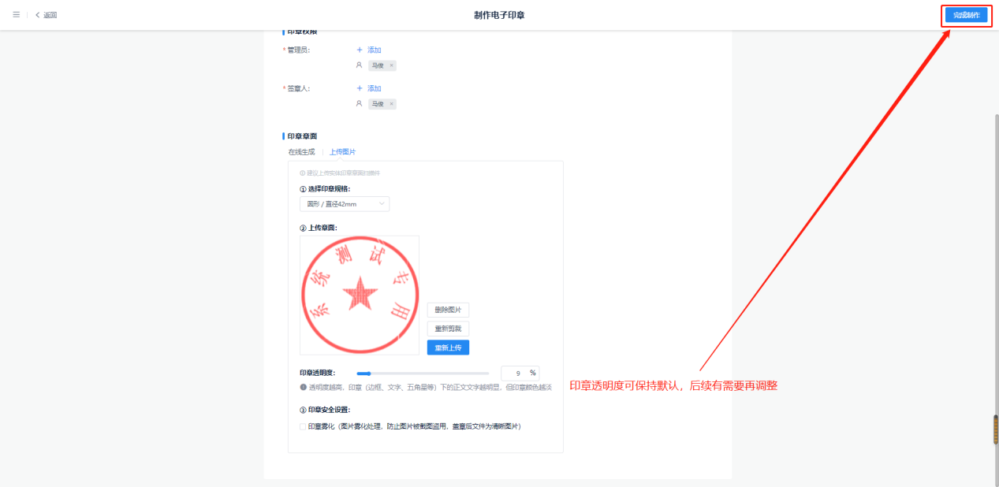 返回
制作电子印章
完成制作
印章权限
* 管理员:
+ 添加
马俊 ×
* 签章人:
+ 添加
马俊 ×
印章章面
在线生成
上传图片
建议上传实体印章章面扫描件
① 选择印章规格:
圆形 / 直径42mm
② 上传章面:
系统测试专用
删除图片
重新剪裁
重新上传
印章透明度:
9 %
透明度越高，印章（边框、文字、五角星等）下的正文文字越明显，但印章颜色越淡
印章透明度可保持默认，后续有需要再调整
③ 印章安全设置:
印章雾化（图片雾化处理，防止图片被截图盗用，盖章后文件为清晰图片）